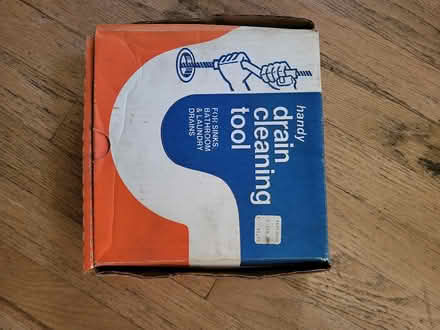 handy
drain
cleaning
tool
FOR SINKS,
BATHROOM
& LAUNDRY
DRAINS